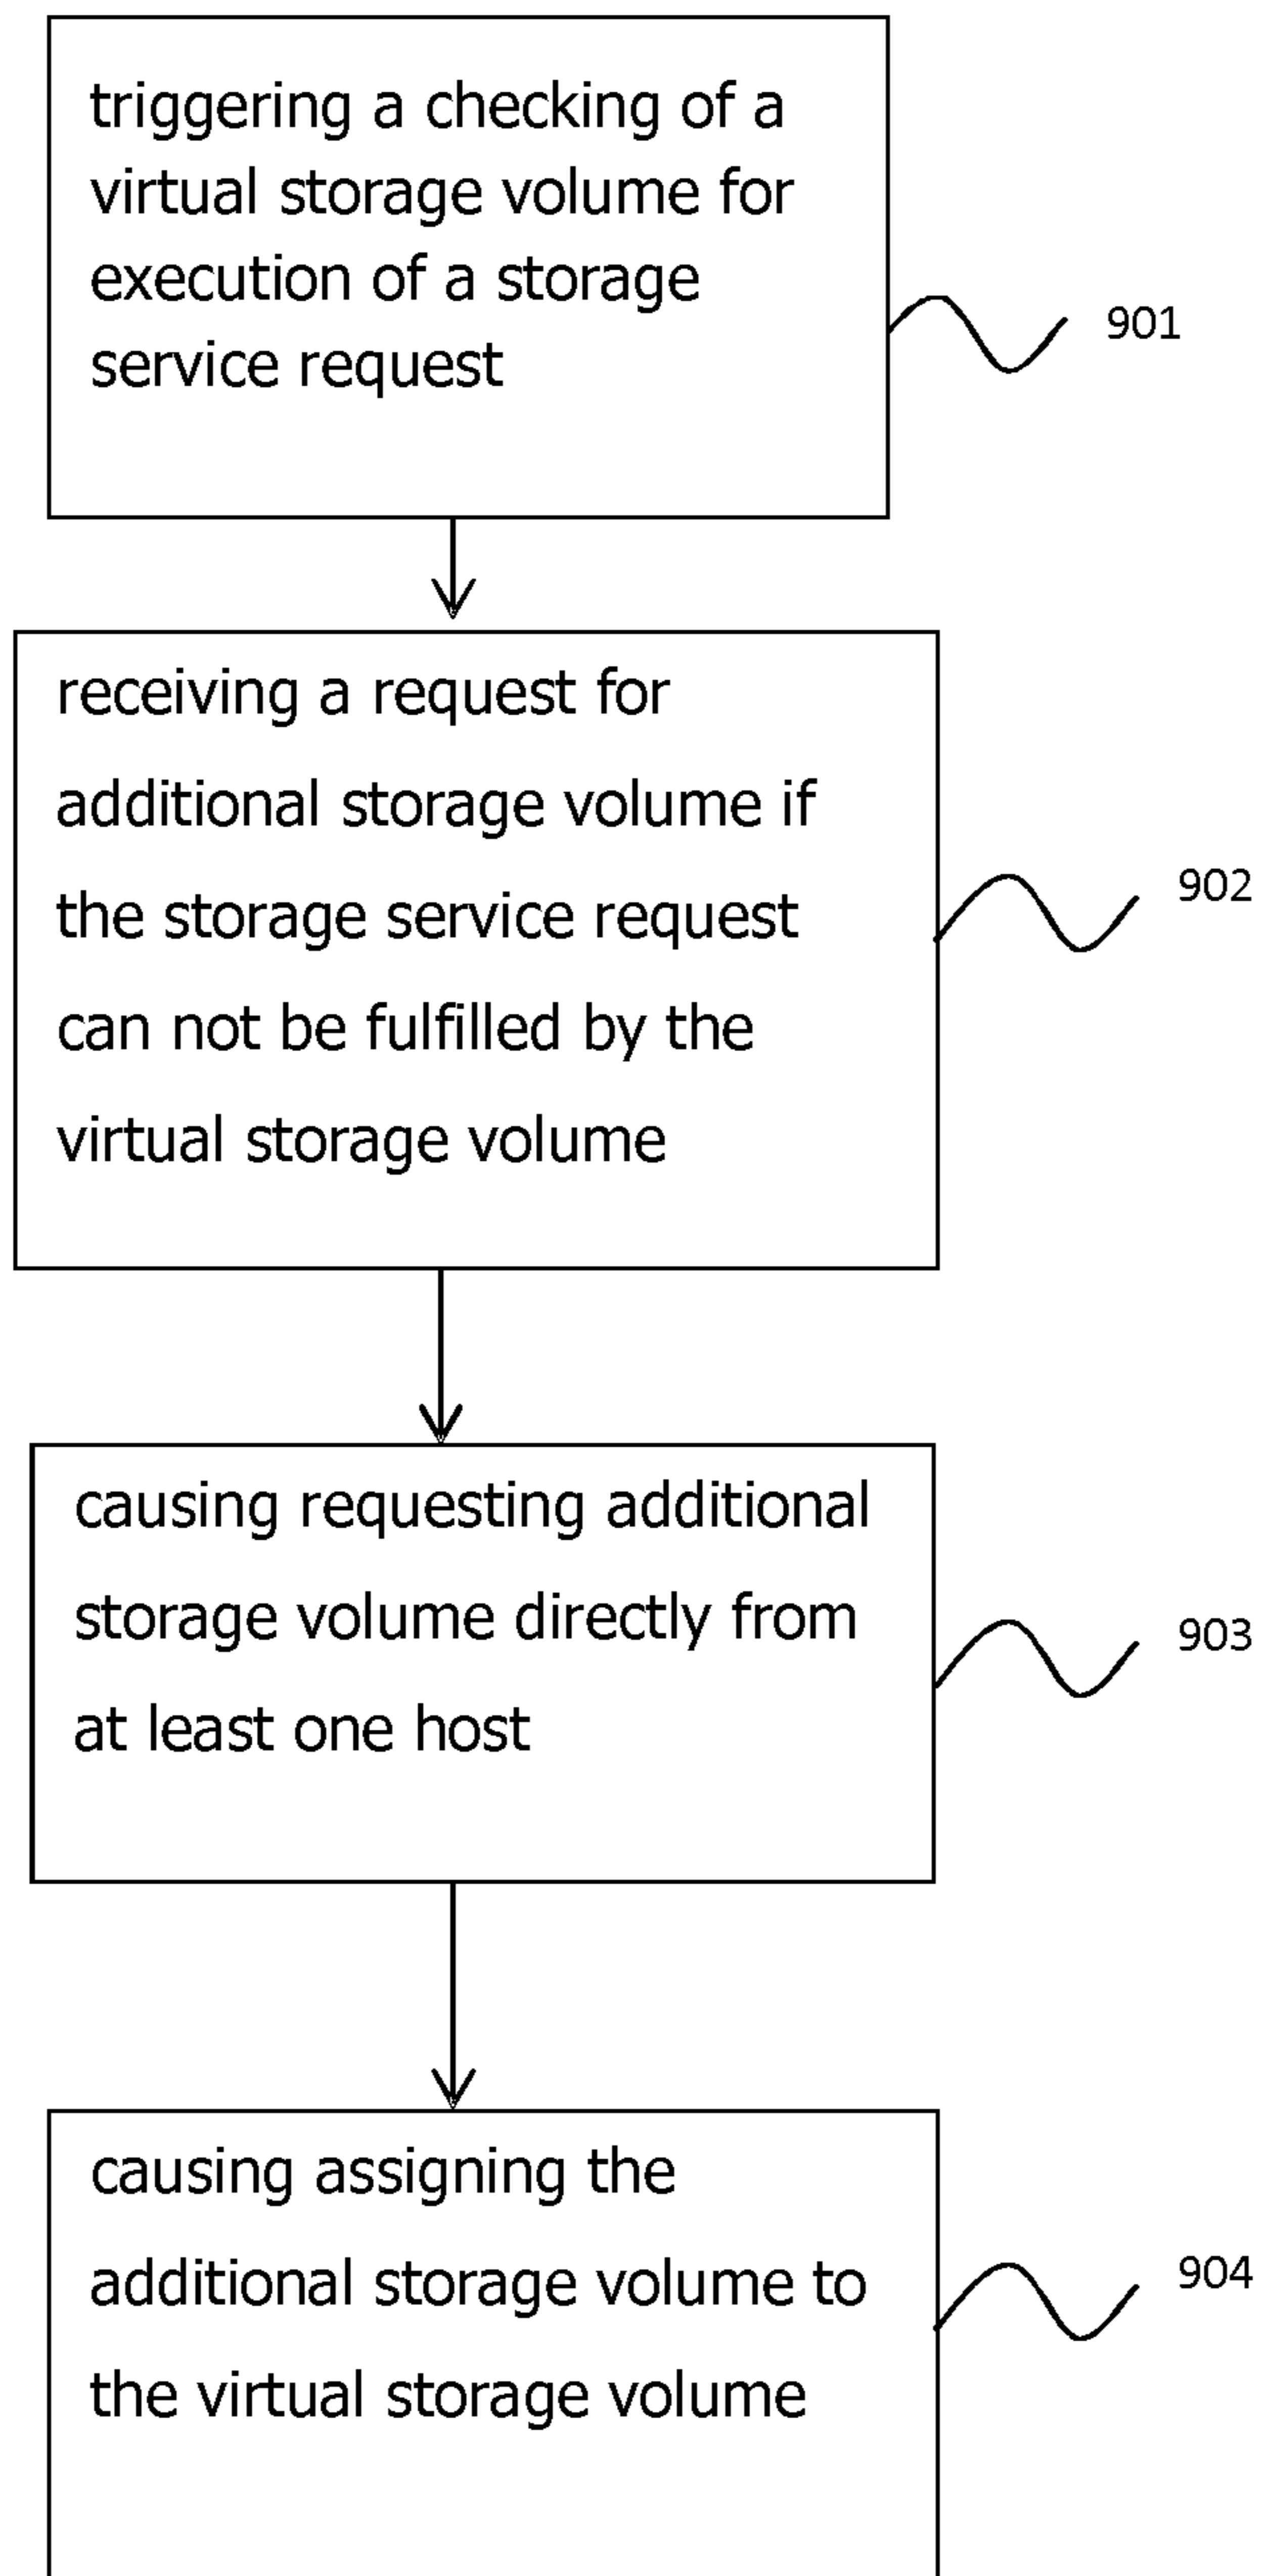 triggering a checking of a
virtual storage volume for
execution of a storage
service request
901
receiving a request for
additional storage volume if
the storage service request
can not be fulfilled by the
virtual storage volume
902
causing requesting additional
storage volume directly from
at least one host
903
causing assigning the
additional storage volume to
the virtual storage volume
904